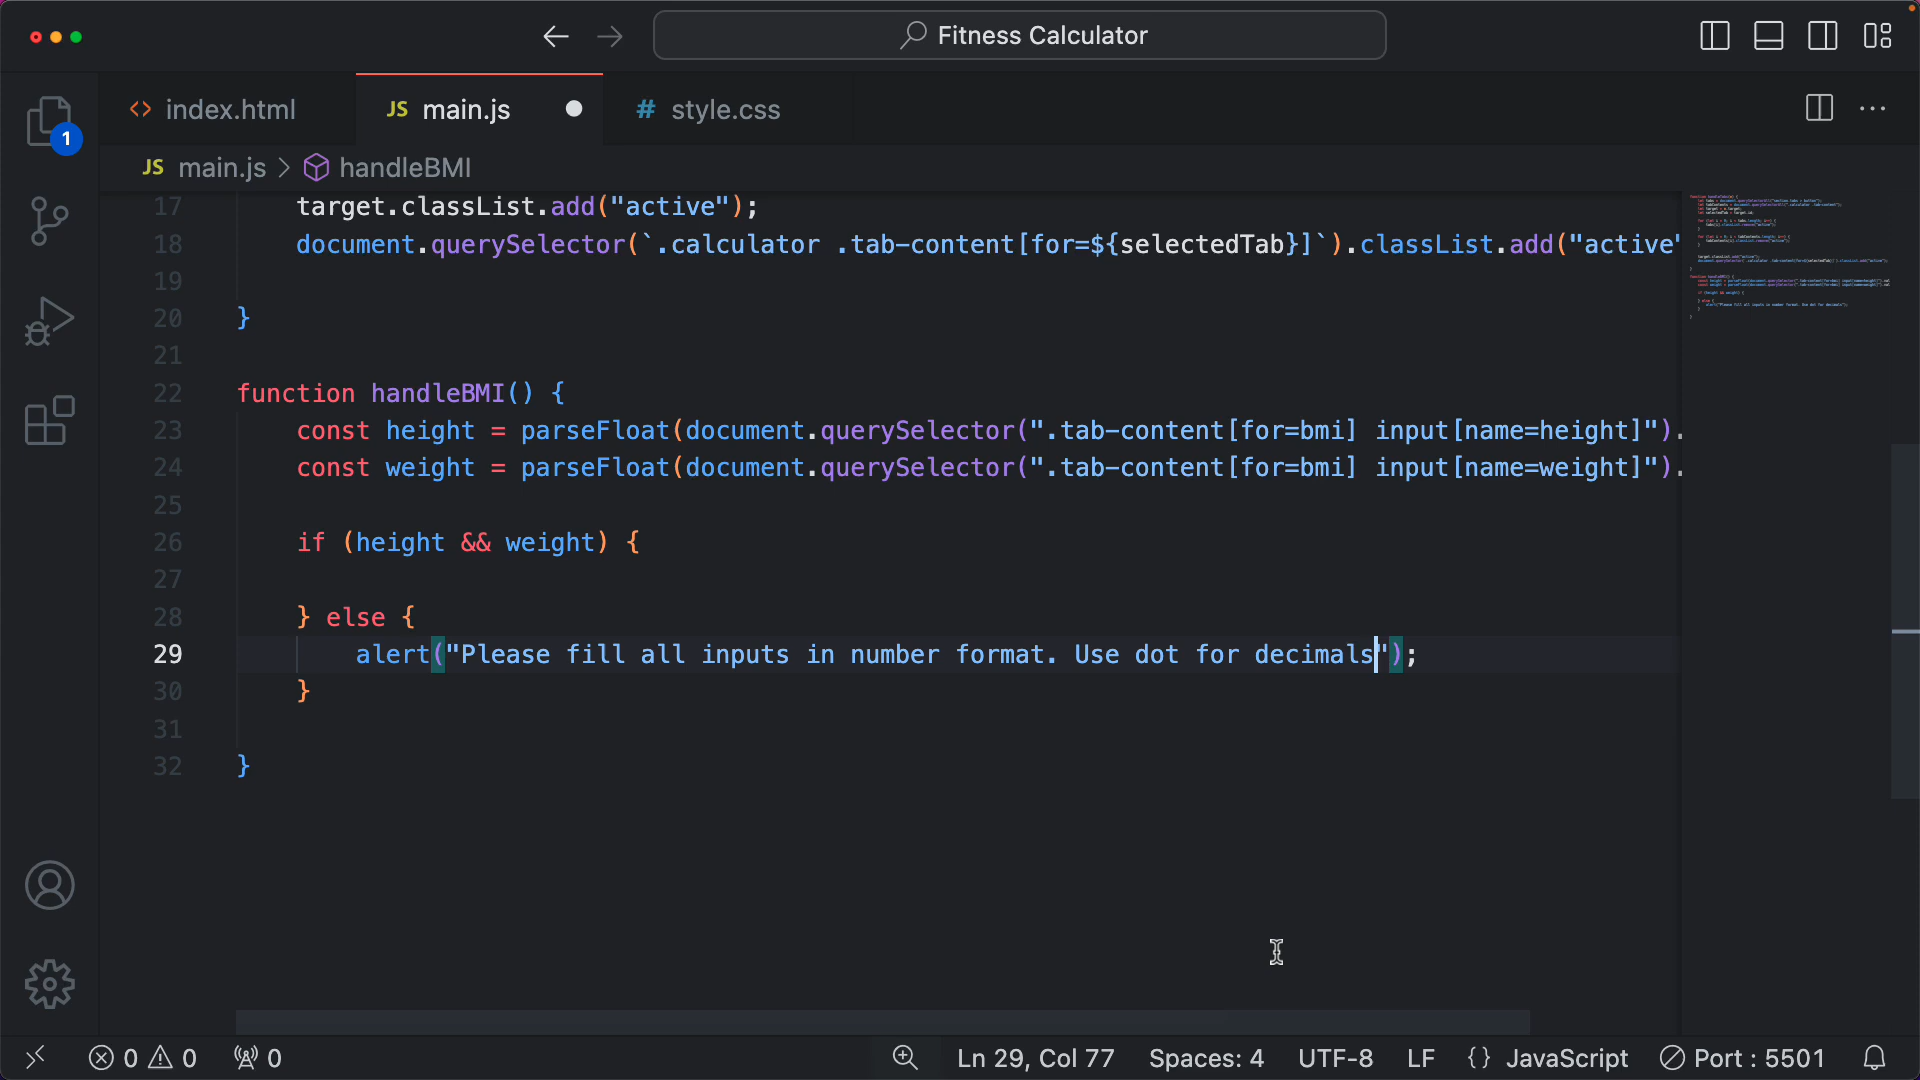 Fitness Calculator
<> index.html
JS main.js
# style.css
1
JS main.js > handleBMI
17 target.classList.add("active");
18 document.querySelector(`.calculator .tab-content[for=${selectedTab}]`).classList.add("active"
19
20 }
21
22 function handleBMI() {
23 const height = parseFloat(document.querySelector(".tab-content[for=bmi] input[name=height]").
24 const weight = parseFloat(document.querySelector(".tab-content[for=bmi] input[name=weight]").
25
26 if (height && weight) {
27
28 } else {
29 alert("Please fill all inputs in number format. Use dot for decimals");
30 }
31
32 }
0 0 0 Ln 29, Col 77 Spaces: 4 UTF-8 LF {} JavaScript Port : 5501